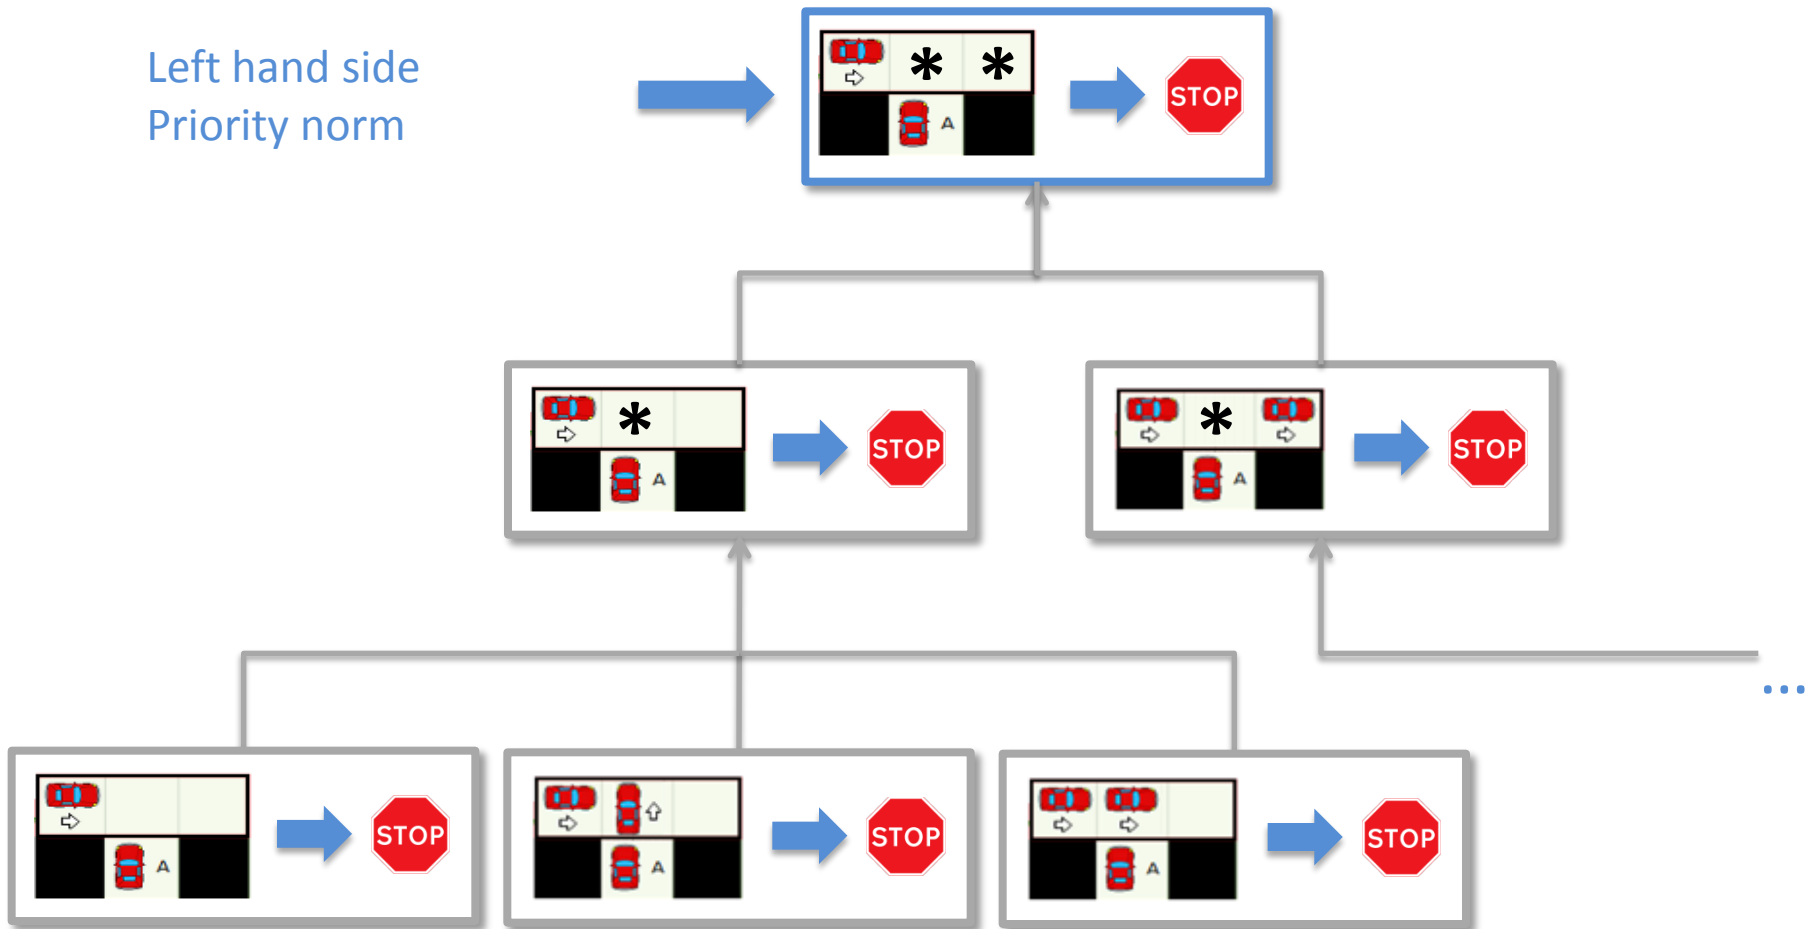 Left hand side
Priority norm
* *
A
STOP
*
A
STOP
*
A
STOP
...
A
STOP
A
STOP
A
STOP